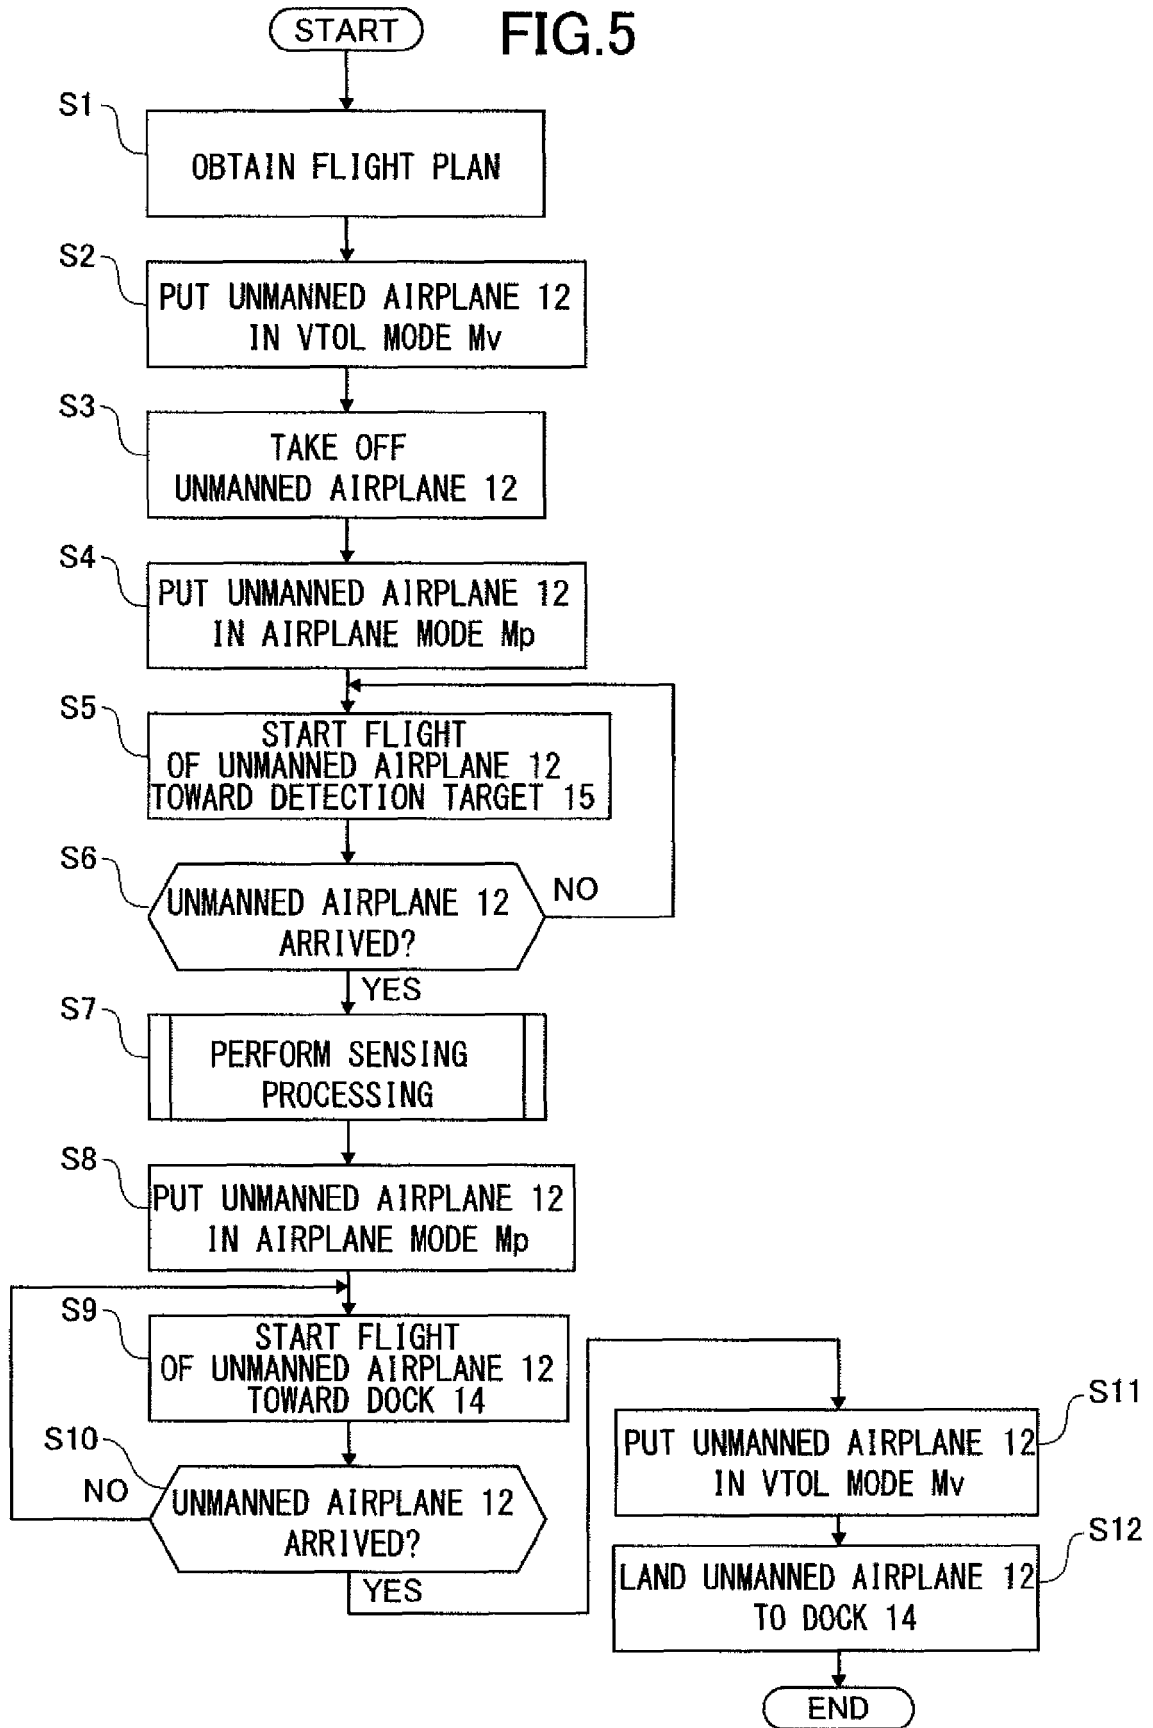 START
FIG.5
S1
OBTAIN FLIGHT PLAN
S2
PUT UNMANNED AIRPLANE 12
IN VTOL MODE Mv
S3
TAKE OFF
UNMANNED AIRPLANE 12
S4
PUT UNMANNED AIRPLANE 12
IN AIRPLANE MODE Mp
S5
START FLIGHT
OF UNMANNED AIRPLANE 12
TOWARD DETECTION TARGET 15
S6
UNMANNED AIRPLANE 12
ARRIVED?
NO
YES
S7
PERFORM SENSING
PROCESSING
S8
PUT UNMANNED AIRPLANE 12
IN AIRPLANE MODE Mp
S9
START FLIGHT
OF UNMANNED AIRPLANE 12
TOWARD DOCK 14
S10
NO
UNMANNED AIRPLANE 12
ARRIVED?
YES
S11
PUT UNMANNED AIRPLANE 12
IN VTOL MODE Mv
S12
LAND UNMANNED AIRPLANE 12
TO DOCK 14
END